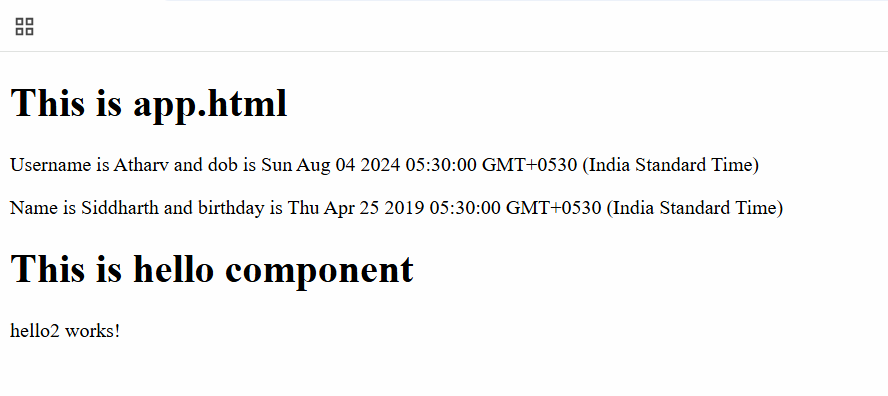 This is app.html
Username is Atharv and dob is Sun Aug 04 2024 05:30:00 GMT+0530 (India Standard Time)
Name is Siddharth and birthday is Thu Apr 25 2019 05:30:00 GMT+0530 (India Standard Time)
This is hello component
hello2 works!